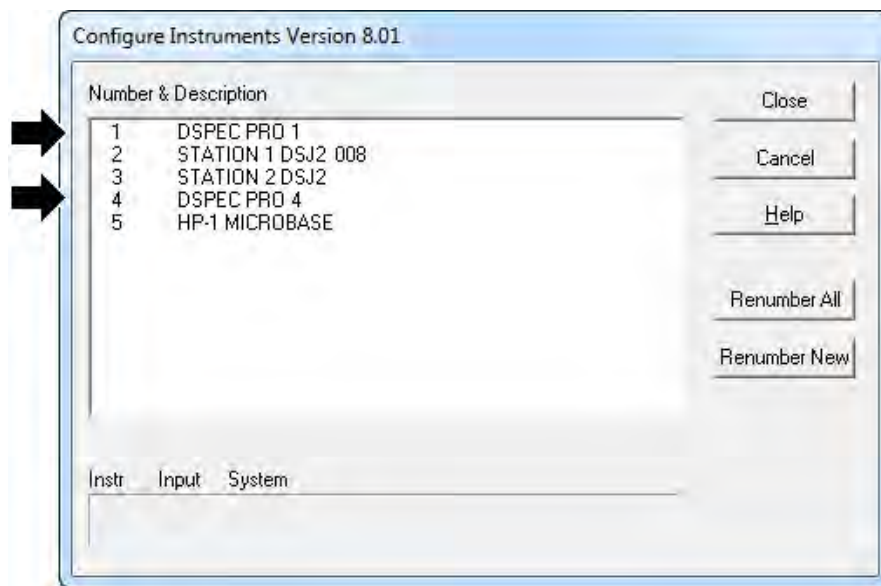 Configure Instruments Version 8.01
Number & Description
1 DSPEC PRO 1
2 STATION 1 DSJ2 008
3 STATION 2 DSJ2
4 DSPEC PRO 4
5 HP-1 MICROBASE
Close
Cancel
Help
Renumber All
Renumber New
Instr Input System